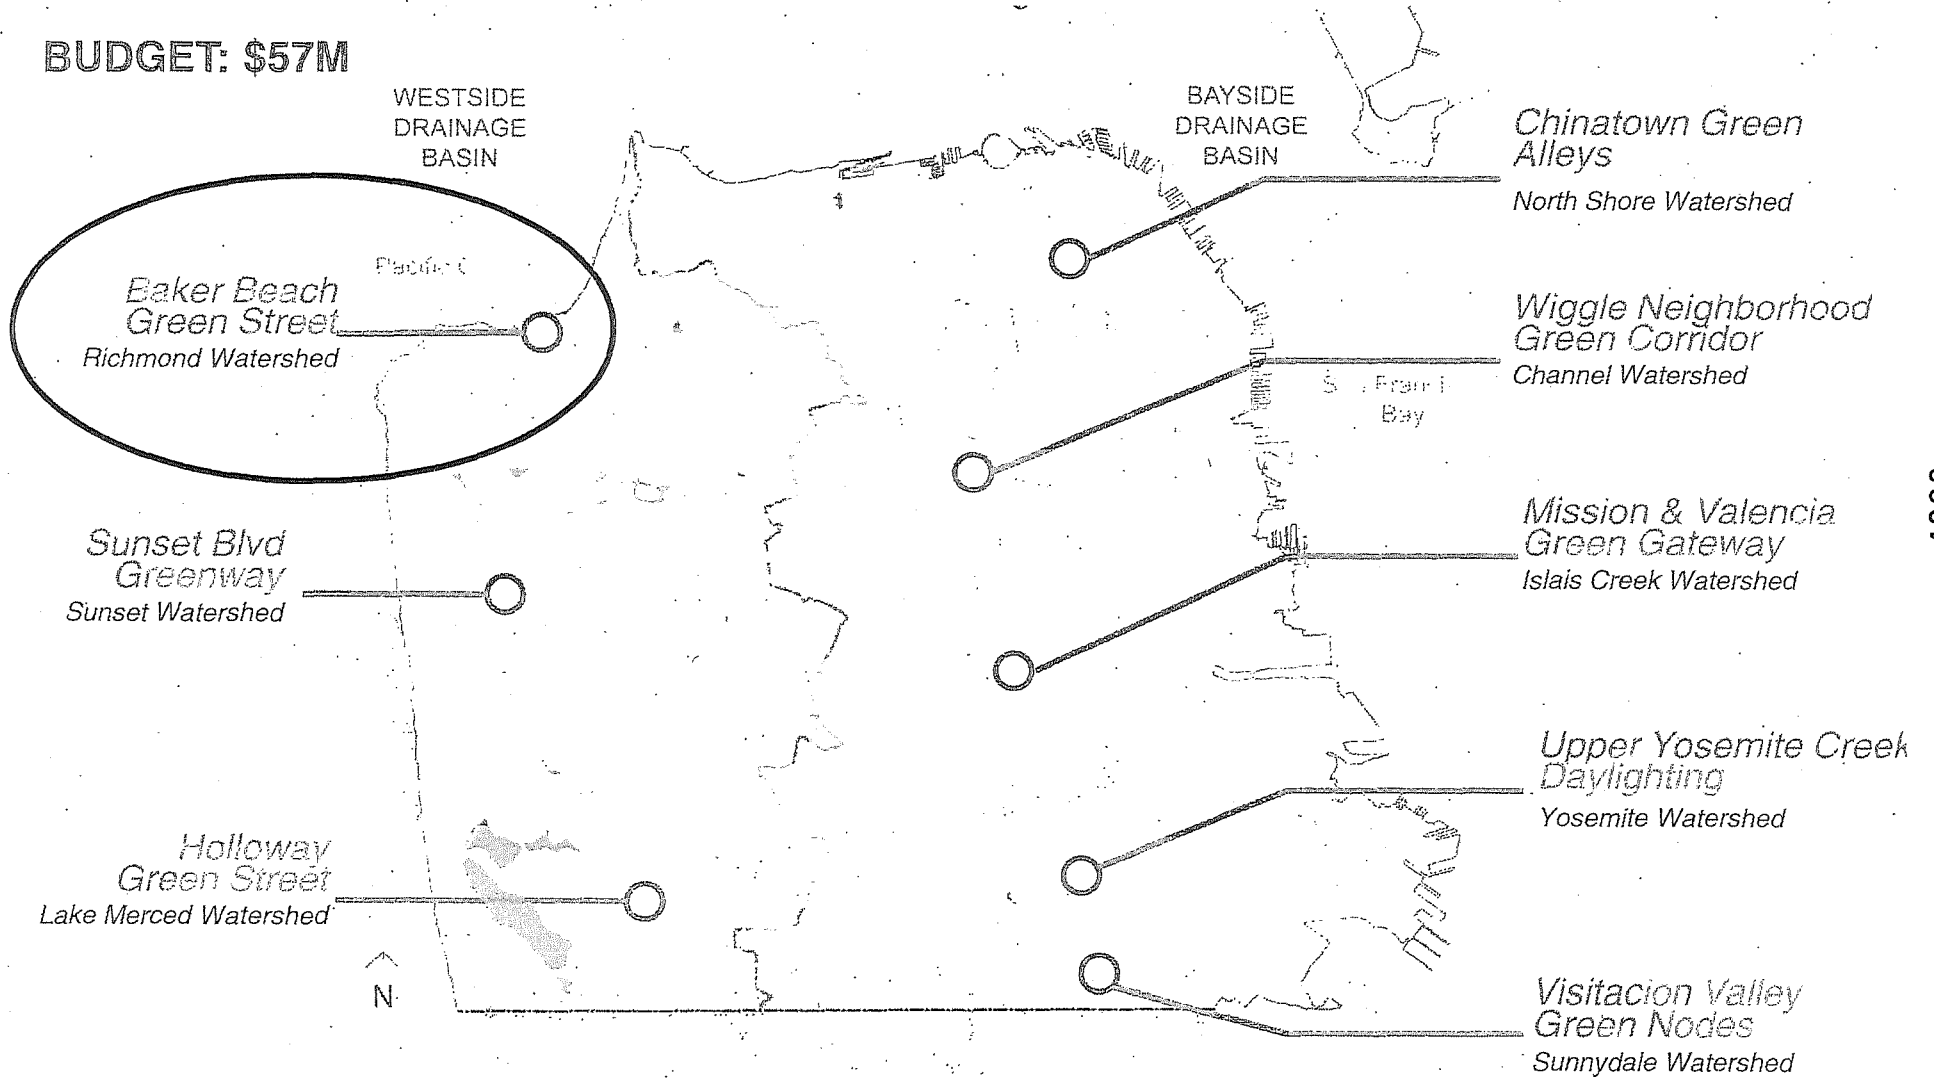 BUDGET: $57M
WESTSIDE
DRAINAGE
BASIN
BAYSIDE
DRAINAGE
BASIN
Chinatown Green
Alleys
North Shore Watershed
Baker Beach
Green Street
Richmond Watershed
Wiggle Neighborhood
Green Corridor
Channel Watershed
Bay
Sunset Blvd
Greenway
Sunset Watershed
Mission & Valencia
Green Gateway
Islais Creek Watershed
Upper Yosemite Creek
Daylighting
Yosemite Watershed
Holloway
Green Street
Lake Merced Watershed
N
Visitacion Valley
Green Nodes
Sunnydale Watershed